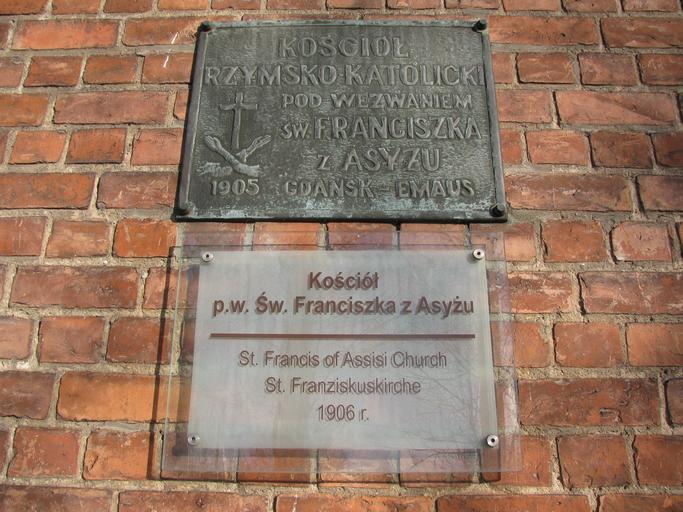 KOŚCIÓŁ
RZYMSKO-KATOLICKI
POD WEZWANIEM
ŚW. FRANCISZKA
Z ASYŻU
1905 GDAŃSK - EMAUS
Kościół
p.w. Św. Franciszka z Asyżu
St. Francis of Assisi Church
St. Franziskuskirche
1906 r.